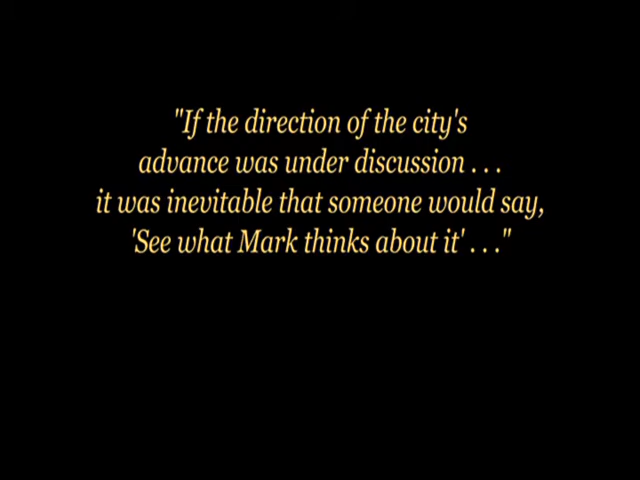 "If the direction of the city's
advance was under discussion . . .
it was inevitable that someone would say,
'See what Mark thinks about it' . . ."